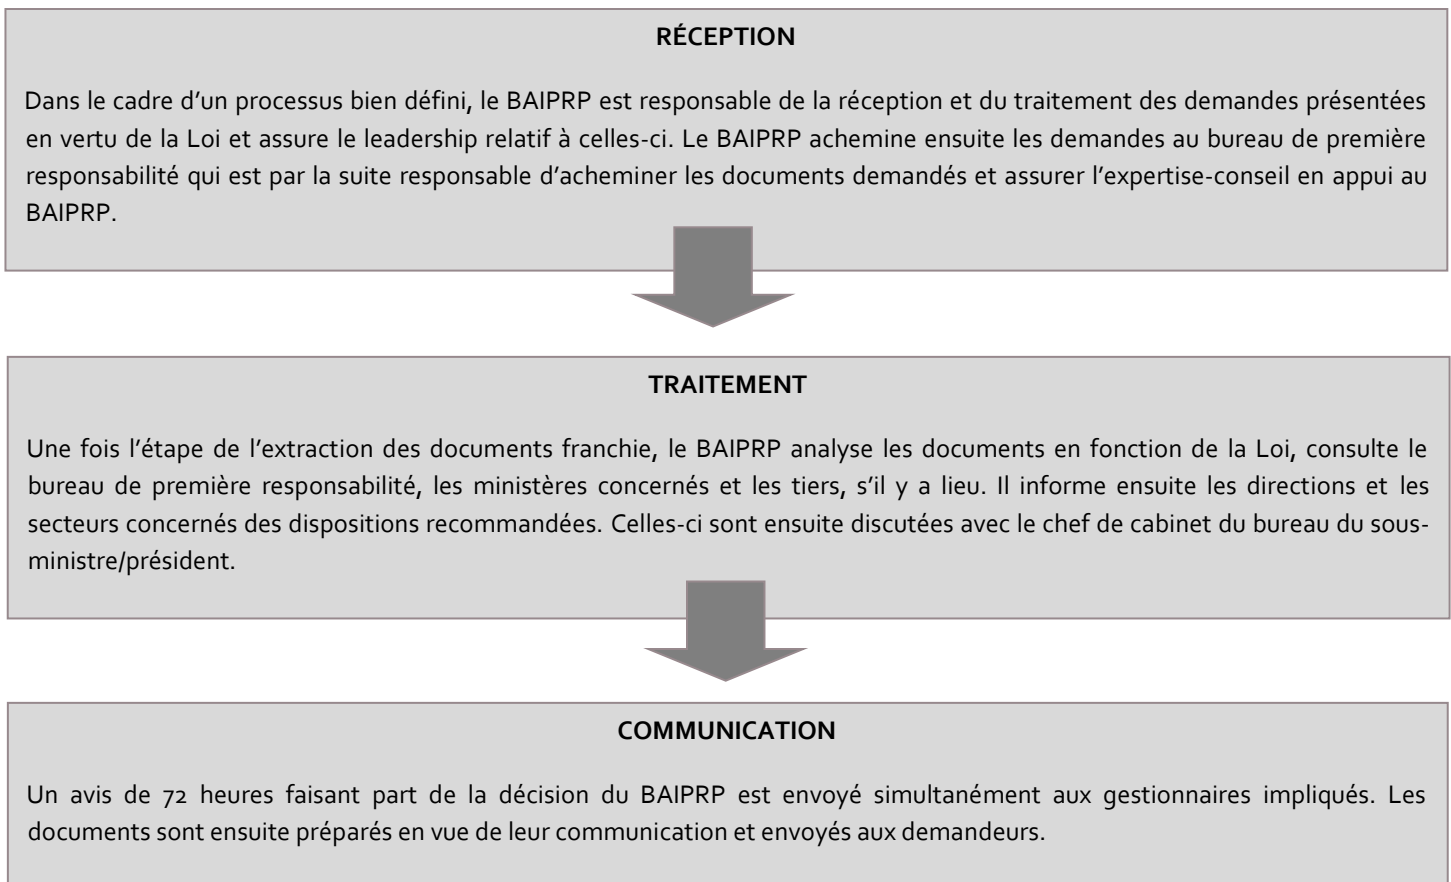 RÉCEPTION
Dans le cadre d’un processus bien défini, le BAIPRP est responsable de la réception et du traitement des demandes présentées
en vertu de la Loi et assure le leadership relatif à celles-ci. Le BAIPRP achemine ensuite les demandes au bureau de première
responsabilité qui est par la suite responsable d’acheminer les documents demandés et assurer l’expertise-conseil en appui au
BAIPRP.
TRAITEMENT
Une fois l’étape de l’extraction des documents franchie, le BAIPRP analyse les documents en fonction de la Loi, consulte le
bureau de première responsabilité, les ministères concernés et les tiers, s’il y a lieu. Il informe ensuite les directions et les
secteurs concernés des dispositions recommandées. Celles-ci sont ensuite discutées avec le chef de cabinet du bureau du sous-
ministre/président.
COMMUNICATION
Un avis de 72 heures faisant part de la décision du BAIPRP est envoyé simultanément aux gestionnaires impliqués. Les
documents sont ensuite préparés en vue de leur communication et envoyés aux demandeurs.